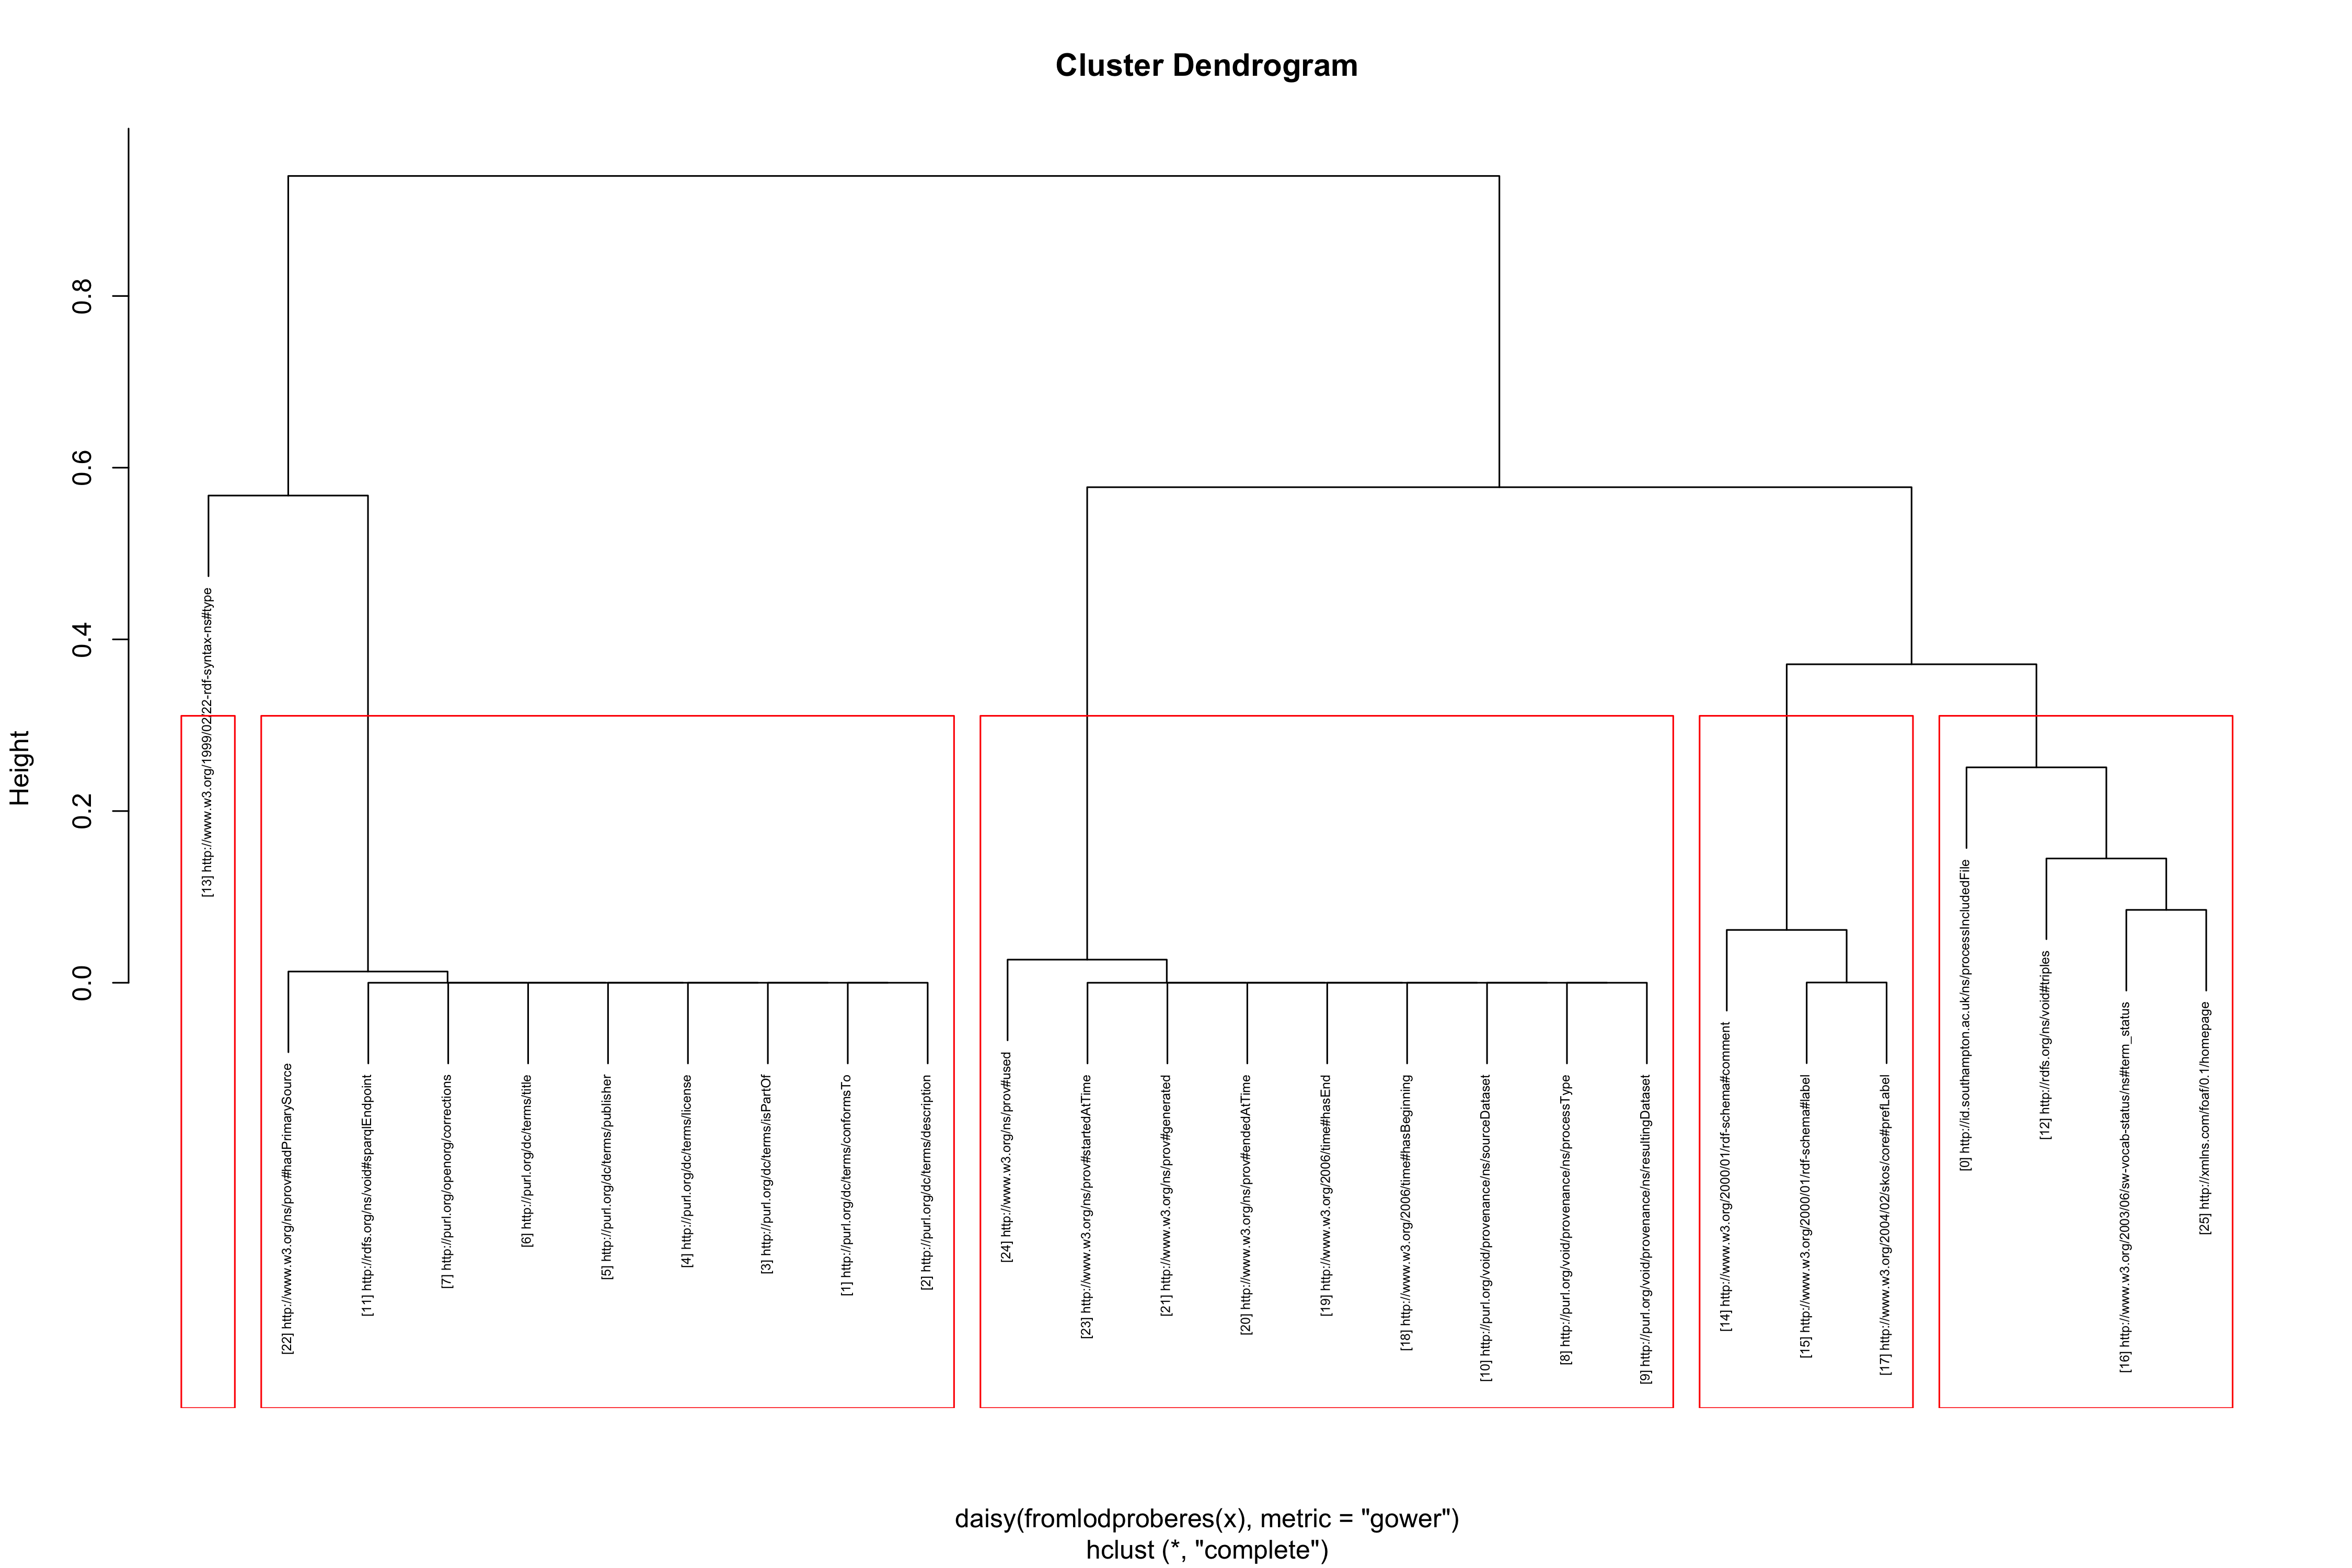 Cluster Dendrogram
Height
0.0
0.2
0.4
0.6
0.8
[13] http://www.w3.org/1999/02/22-rdf-syntax-ns#type
[22] http://www.w3.org/ns/prov#hadPrimarySource
[11] http://rdfs.org/ns/void#sparqlEndpoint
[7] http://purl.org/openorg/corrections
[6] http://purl.org/dc/terms/title
[5] http://purl.org/dc/terms/publisher
[4] http://purl.org/dc/terms/license
[3] http://purl.org/dc/terms/isPartOf
[1] http://purl.org/dc/terms/conformsTo
[2] http://purl.org/dc/terms/description
[24] http://www.w3.org/ns/prov#used
[23] http://www.w3.org/ns/prov#startedAtTime
[21] http://www.w3.org/ns/prov#generated
[20] http://www.w3.org/ns/prov#endedAtTime
[19] http://www.w3.org/2006/time#hasEnd
[18] http://www.w3.org/2006/time#hasBeginning
[10] http://purl.org/void/provenance/ns/sourceDataset
[8] http://purl.org/void/provenance/ns/processType
[9] http://purl.org/void/provenance/ns/resultingDataset
[14] http://www.w3.org/2000/01/rdf-schema#comment
[15] http://www.w3.org/2000/01/rdf-schema#label
[17] http://www.w3.org/2004/02/skos/core#prefLabel
[0] http://id.southampton.ac.uk/ns/processIncludedFile
[12] http://rdfs.org/ns/void#triples
[16] http://www.w3.org/2003/06/sw-vocab-status/ns#term_status
[25] http://xmlns.com/foaf/0.1/homepage
daisy(fromlodproberes(x), metric = "gower")
hclust (*, "complete")